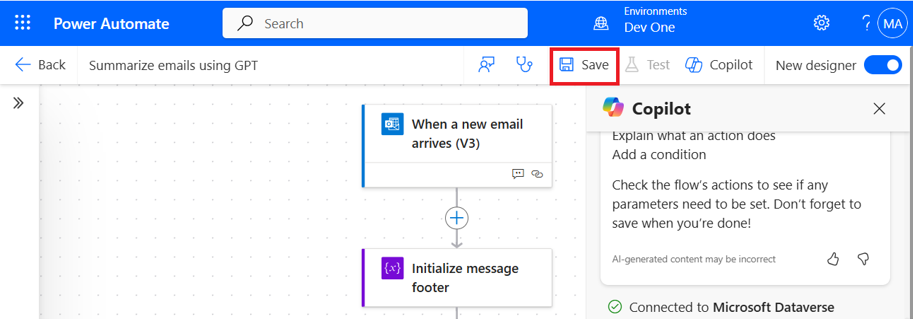 Power Automate
Search
Environments
Dev One
?
MA
Back
Summarize emails using GPT
Save
Test
Copilot
New designer
When a new email
arrives (V3)
Copilot
Explain what an action does
Add a condition
Check the flow’s actions to see if any
parameters need to be set. Don’t forget to
save when you’re done!
AI-generated content may be incorrect
{x}
Initialize message
footer
Connected to Microsoft Dataverse